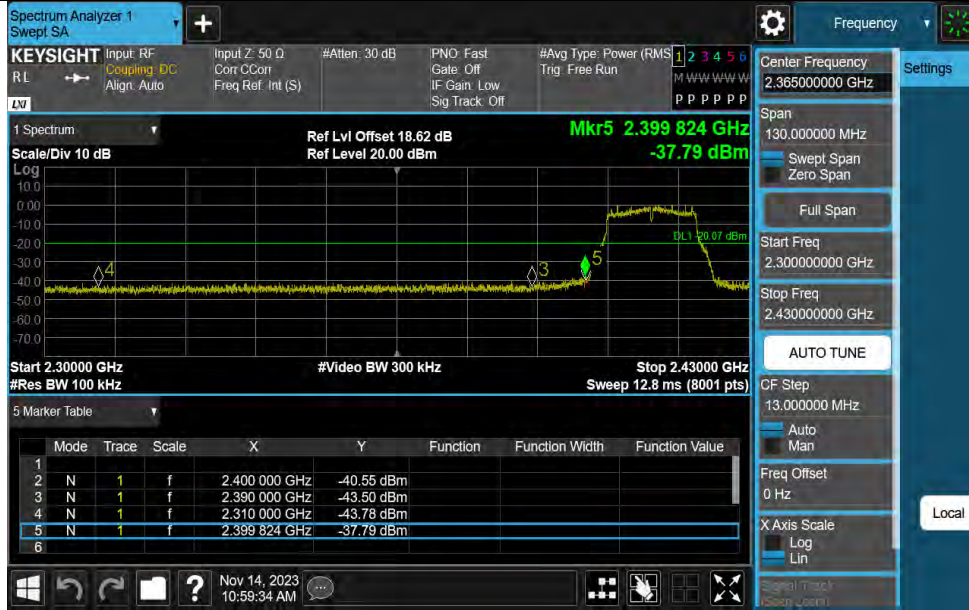 Spectrum Analyzer 1
Swept SA
+
Frequency
KEYSIGHT
Input: RF
Coupling: DC
Align: Auto
Input Z: 50 Ω
Corr CCorr
Freq Ref: Int (S)
#Atten: 30 dB
PNO: Fast
Gate: Off
IF Gain: Low
Sig Track: Off
#Avg Type: Power (RMS
Trig: Free Run
1 2 3 4 5 6
M W W W W W
P P P P P P
R L
LXI
1 Spectrum
Scale/Div 10 dB
Ref Lvl Offset 18.62 dB
Ref Level 20.00 dBm
Mkr5 2.399 824 GHz
-37.79 dBm
Log
10.0
0.00
-10.0
-20.0
-30.0
-40.0
-50.0
-60.0
-70.0
DL1 -20.07 dBm
4
3
5
Start 2.30000 GHz
#Res BW 100 kHz
#Video BW 300 kHz
Stop 2.43000 GHz
Sweep 12.8 ms (8001 pts)
5 Marker Table
Mode Trace Scale X Y Function Function Width Function Value
1
2 N 1 f 2.400 000 GHz -40.55 dBm
3 N 1 f 2.390 000 GHz -43.50 dBm
4 N 1 f 2.310 000 GHz -43.78 dBm
5 N 1 f 2.399 824 GHz -37.79 dBm
6
?
Nov 14, 2023
10:59:34 AM
Center Frequency
2.365000000 GHz
Span
130.000000 MHz
Swept Span
Zero Span
Full Span
Start Freq
2.300000000 GHz
Stop Freq
2.430000000 GHz
AUTO TUNE
CF Step
13.000000 MHz
Auto
Man
Freq Offset
0 Hz
X Axis Scale
Log
Lin
Signal Track
(Span Zoom)
Settings
Local